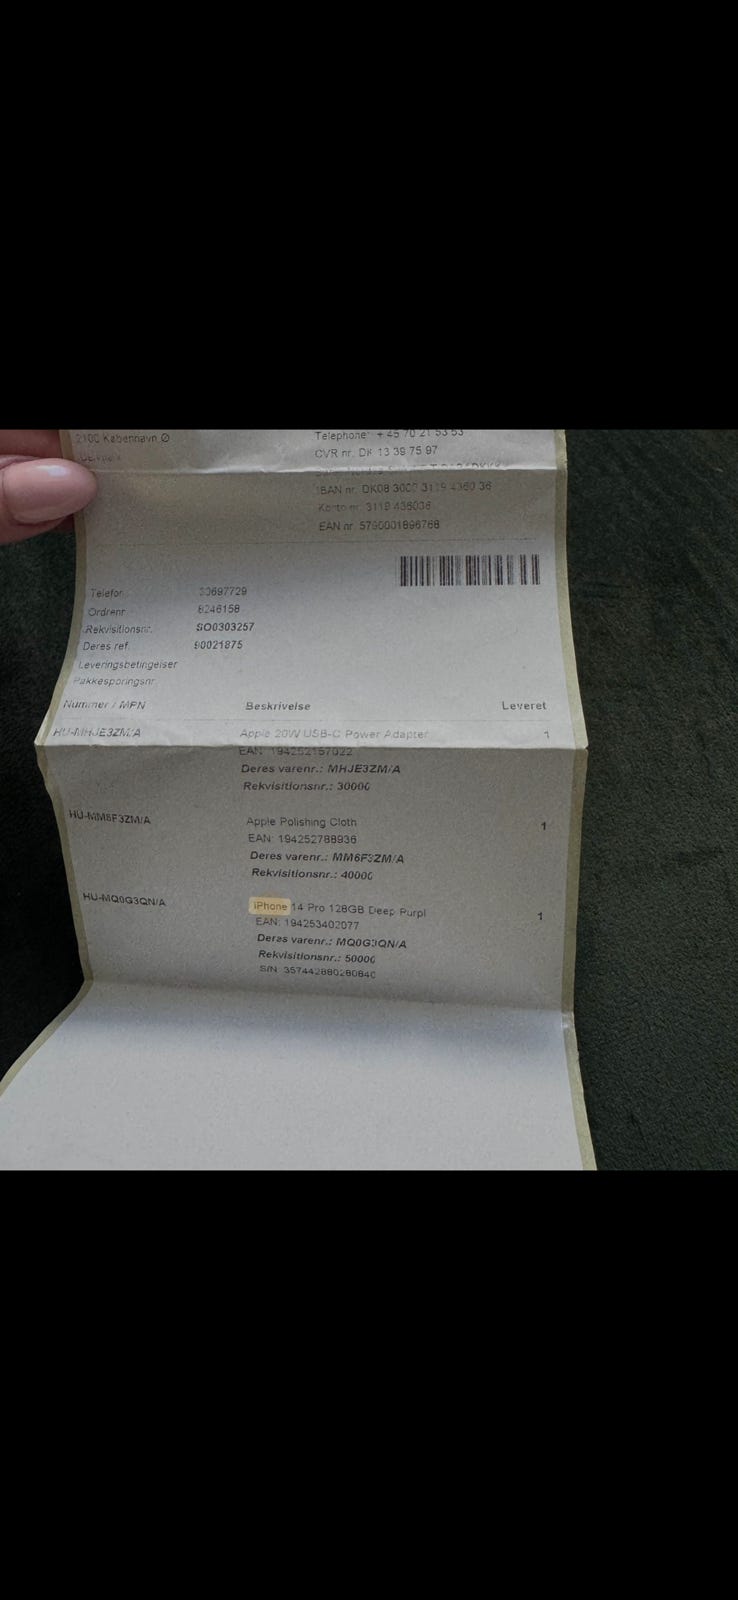 2100 København Ø
Telephone: +45 70 21 53 53
CVR nr. DK 13 39 75 97
IBAN nr. DK08 3000 3119 4360 36
Konto nr. 3119 436036
EAN nr. 5790001896768
Telefon 30697729
Ordrenr. 8246158
Rekvisitionsnr. SO0303257
Deres ref. 90021875
Leveringsbetingelser
Pakkesporingsnr
Nummer / MPN Beskrivelse Leveret
HU-MHJE3ZM/A Apple 20W USB-C Power Adapter 1
EAN: 194252157022
Deres varenr.: MHJE3ZM/A
Rekvisitionsnr.: 30000
HU-MM6F3ZM/A Apple Polishing Cloth 1
EAN: 194252788936
Deres varenr.: MM6F3ZM/A
Rekvisitionsnr.: 40000
HU-MQ0G3QN/A iPhone 14 Pro 128GB Deep Purpl 1
EAN: 194253402077
Deres varenr.: MQ0G3QN/A
Rekvisitionsnr.: 50000
S/N: 357442880280840